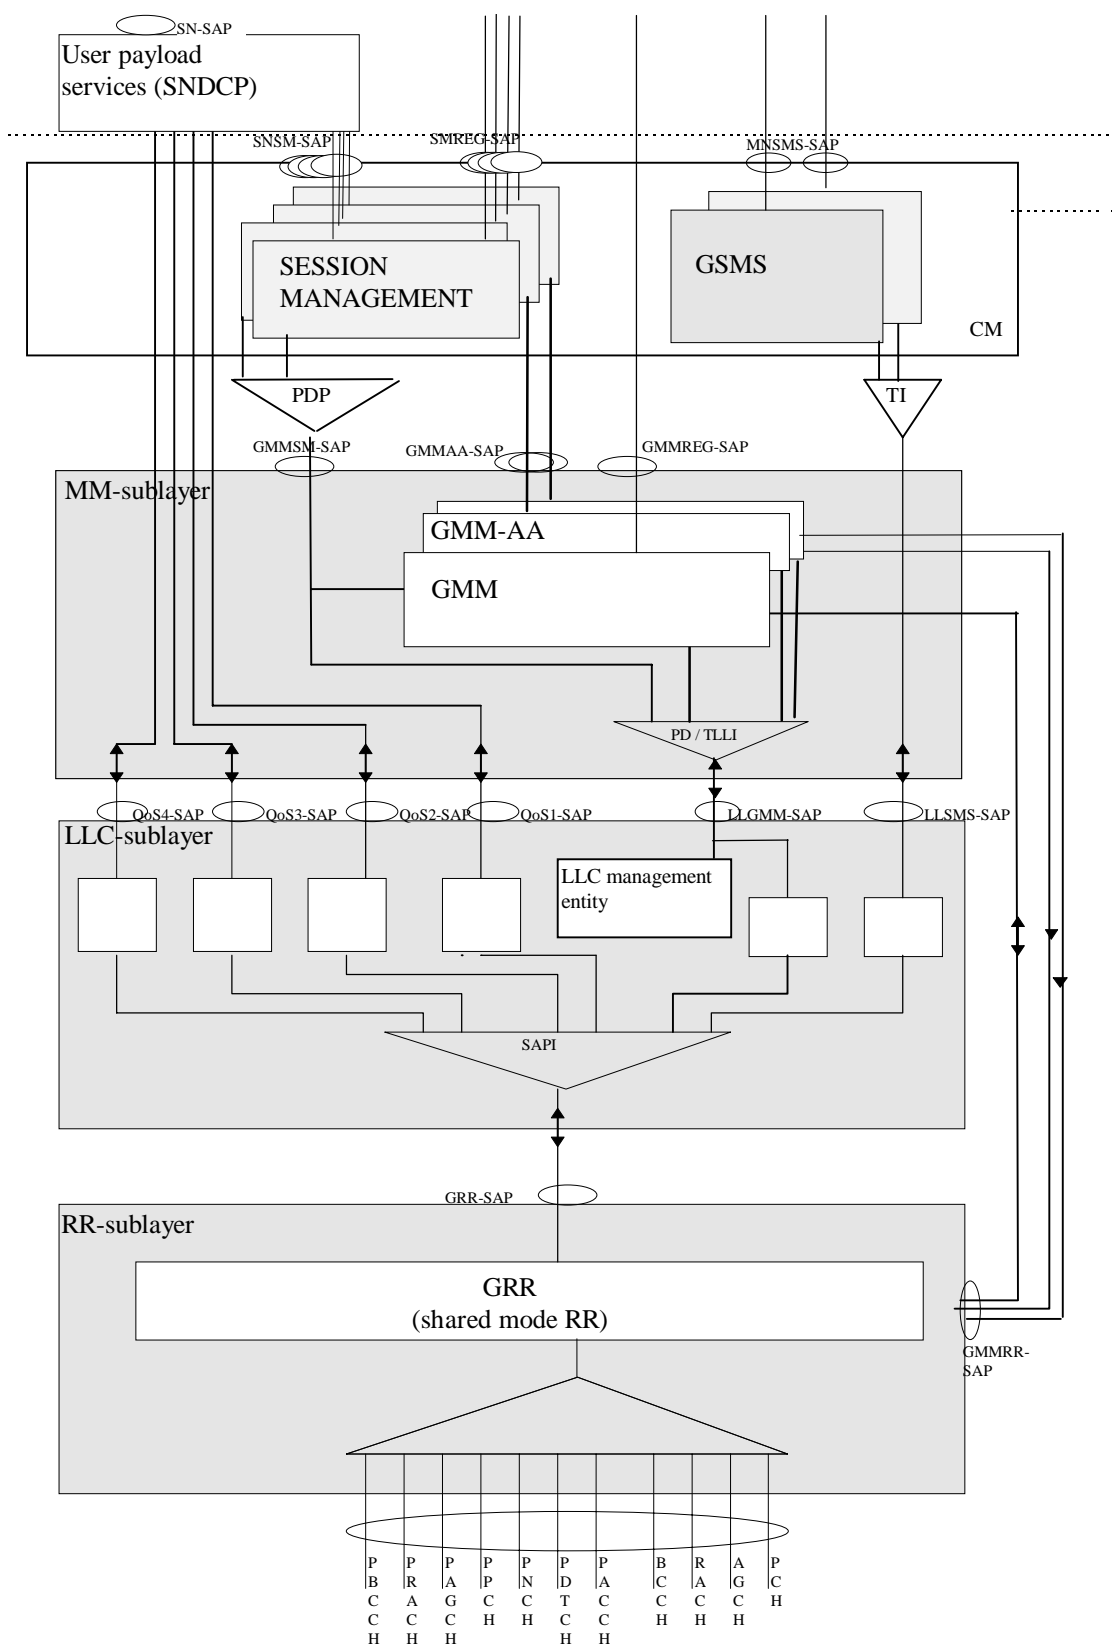 SN-SAP
User payload
services (SNDCP)
SNSM-SAP
SMREG-SAP
MNSMS-SAP
SESSION
MANAGEMENT
GSMS
CM
PDP
TI
GMMSM-SAP
GMMAA-SAP
GMMREG-SAP
MM-sublayer
GMM-AA
GMM
PD / TLLI
QoS4-SAP
QoS3-SAP
QoS2-SAP
QoS1-SAP
LLGMM-SAP
LLSMS-SAP
LLC-sublayer
LLC management
entity
SAPI
GRR-SAP
RR-sublayer
GRR
(shared mode RR)
GMMRR-
SAP
PBCCH
PRACH
PAGCH
PPCH
PNCH
PDTCH
PACCH
BCCH
RACH
AGCH
PCH